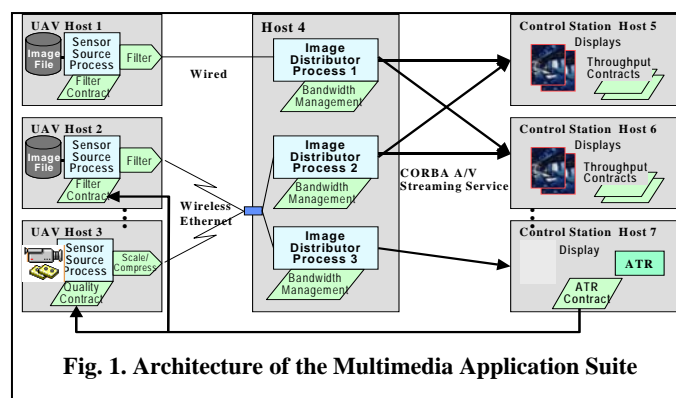 UAV Host 1
Image
File
Sensor
Source
Process
Filter
Filter
Contract
Wired
UAV Host 2
Image
File
Sensor
Source
Process
Filter
Filter
Contract
Wireless
Ethernet
UAV Host 3
Sensor
Source
Process
Scale/
Compress
Quality
Contract
Host 4
Image
Distributor
Process 1
Bandwidth
Management
Image
Distributor
Process 2
Bandwidth
Management
Image
Distributor
Process 3
Bandwidth
Management
CORBA A/V
Streaming Service
Control Station Host 5
Displays
Throughput
Contracts
Control Station Host 6
Displays
Throughput
Contracts
Control Station Host 7
Display
ATR
ATR
Contract
Fig. 1. Architecture of the Multimedia Application Suite